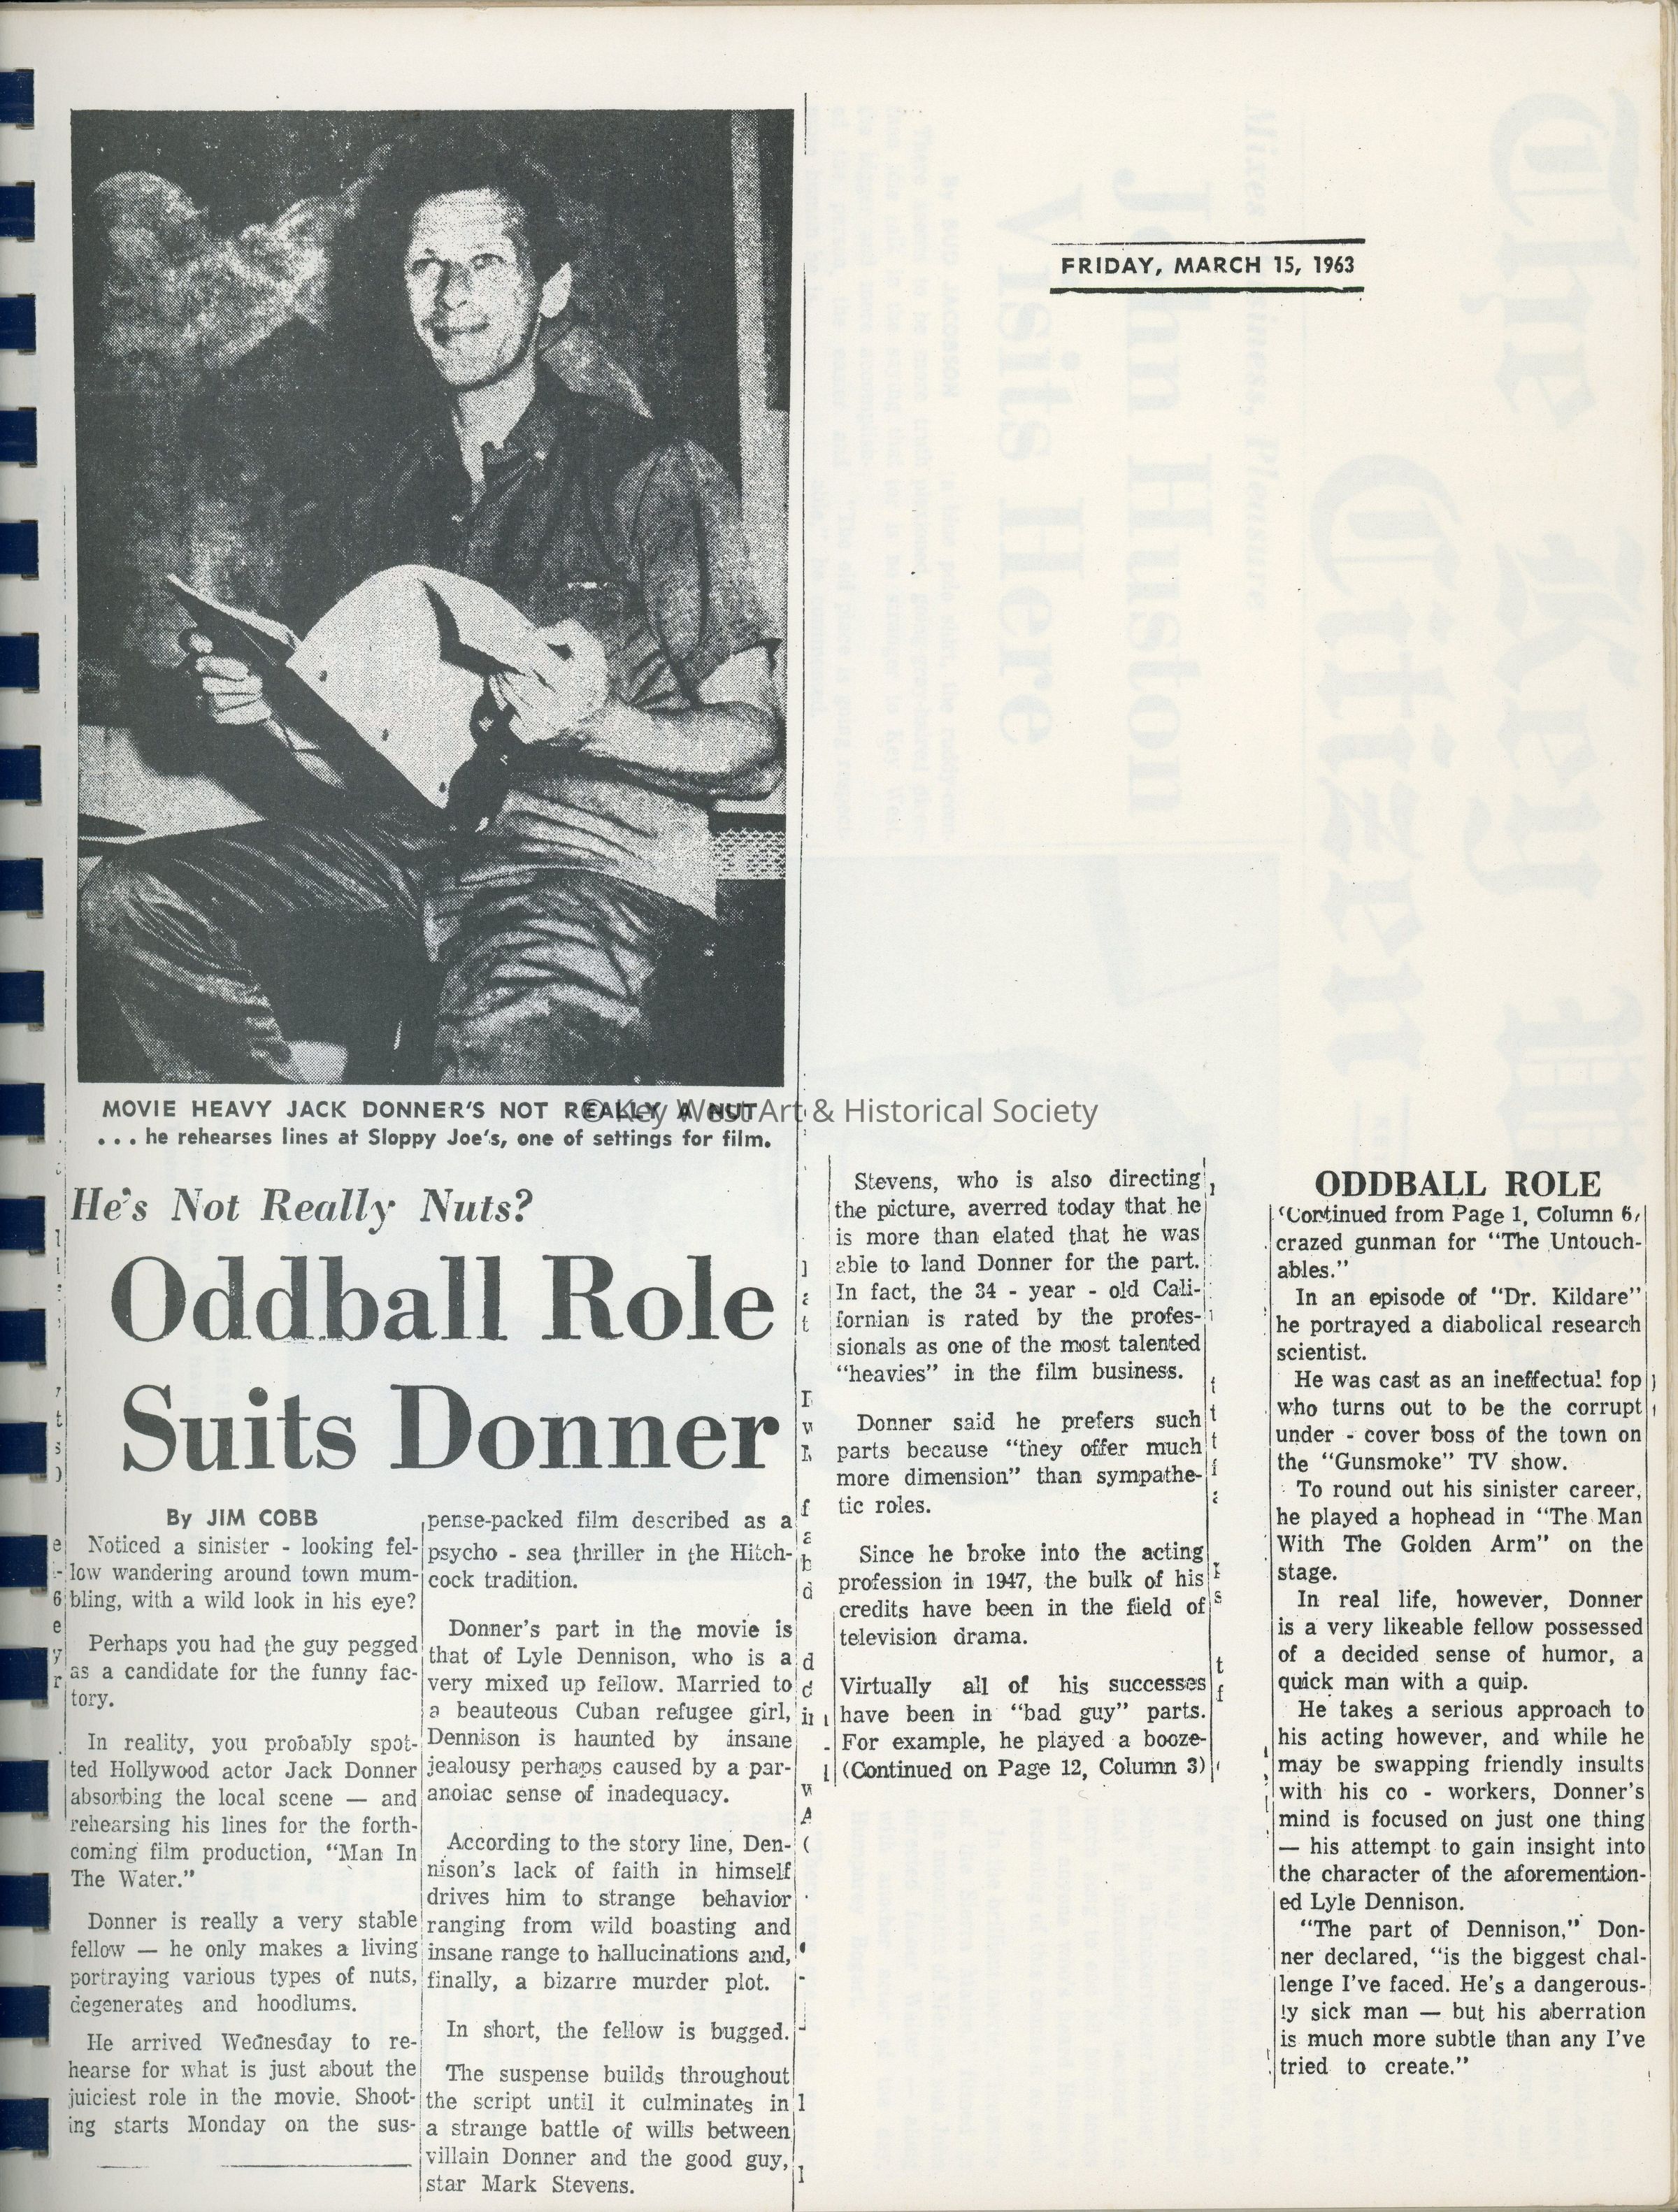 FRIDAY, MARCH 15, 1963
MOVIE HEAVY JACK DONNER'S NOT REALLY A NUT
... he rehearses lines at Sloppy Joe's, one of settings for film.
© Key West Art & Historical Society
He's Not Really Nuts?
Oddball Role
Suits Donner
By JIM COBB
Noticed a sinister - looking fel-
low wandering around town mum-
bling, with a wild look in his eye?
Perhaps you had the guy pegged
as a candidate for the funny fac-
tory.
In reality, you probably spot-
ted Hollywood actor Jack Donner
absorbing the local scene — and
rehearsing his lines for the forth-
coming film production, "Man In
The Water."
Donner is really a very stable
fellow — he only makes a living
portraying various types of nuts,
degenerates and hoodlums.
He arrived Wednesday to re-
hearse for what is just about the
juiciest role in the movie. Shoot-
ing starts Monday on the sus-
pense-packed film described as a
psycho - sea thriller in the Hitch-
cock tradition.
Donner's part in the movie is
that of Lyle Dennison, who is a
very mixed up fellow. Married to
a beauteous Cuban refugee girl,
Dennison is haunted by insane
jealousy perhaps caused by a par-
anoiac sense of inadequacy.
According to the story line, Den-
nison's lack of faith in himself
drives him to strange behavior
ranging from wild boasting and
insane range to hallucinations and,
finally, a bizarre murder plot.
In short, the fellow is bugged.
The suspense builds throughout
the script until it culminates in
a strange battle of wills between
villain Donner and the good guy,
star Mark Stevens.
Stevens, who is also directing
the picture, averred today that he
is more than elated that he was
able to land Donner for the part.
In fact, the 34 - year - old Cali-
fornian is rated by the profes-
sionals as one of the most talented
"heavies" in the film business.
Donner said he prefers such
parts because "they offer much
more dimension" than sympathe-
tic roles.
Since he broke into the acting
profession in 1947, the bulk of his
credits have been in the field of
television drama.
Virtually all of his successes
have been in "bad guy" parts.
For example, he played a booze-
(Continued on Page 12, Column 3)
ODDBALL ROLE
(Continued from Page 1, Column 6)
crazed gunman for "The Untouch-
ables."
In an episode of "Dr. Kildare"
he portrayed a diabolical research
scientist.
He was cast as an ineffectual fop
who turns out to be the corrupt
under - cover boss of the town on
the "Gunsmoke" TV show.
To round out his sinister career,
he played a hophead in "The Man
With The Golden Arm" on the
stage.
In real life, however, Donner
is a very likeable fellow possessed
of a decided sense of humor, a
quick man with a quip.
He takes a serious approach to
his acting however, and while he
may be swapping friendly insults
with his co - workers, Donner's
mind is focused on just one thing
— his attempt to gain insight into
the character of the aforemention-
ed Lyle Dennison.
"The part of Dennison," Don-
ner declared, "is the biggest chal-
lenge I've faced. He's a dangerous-
ly sick man — but his aberration
is much more subtle than any I've
tried to create."